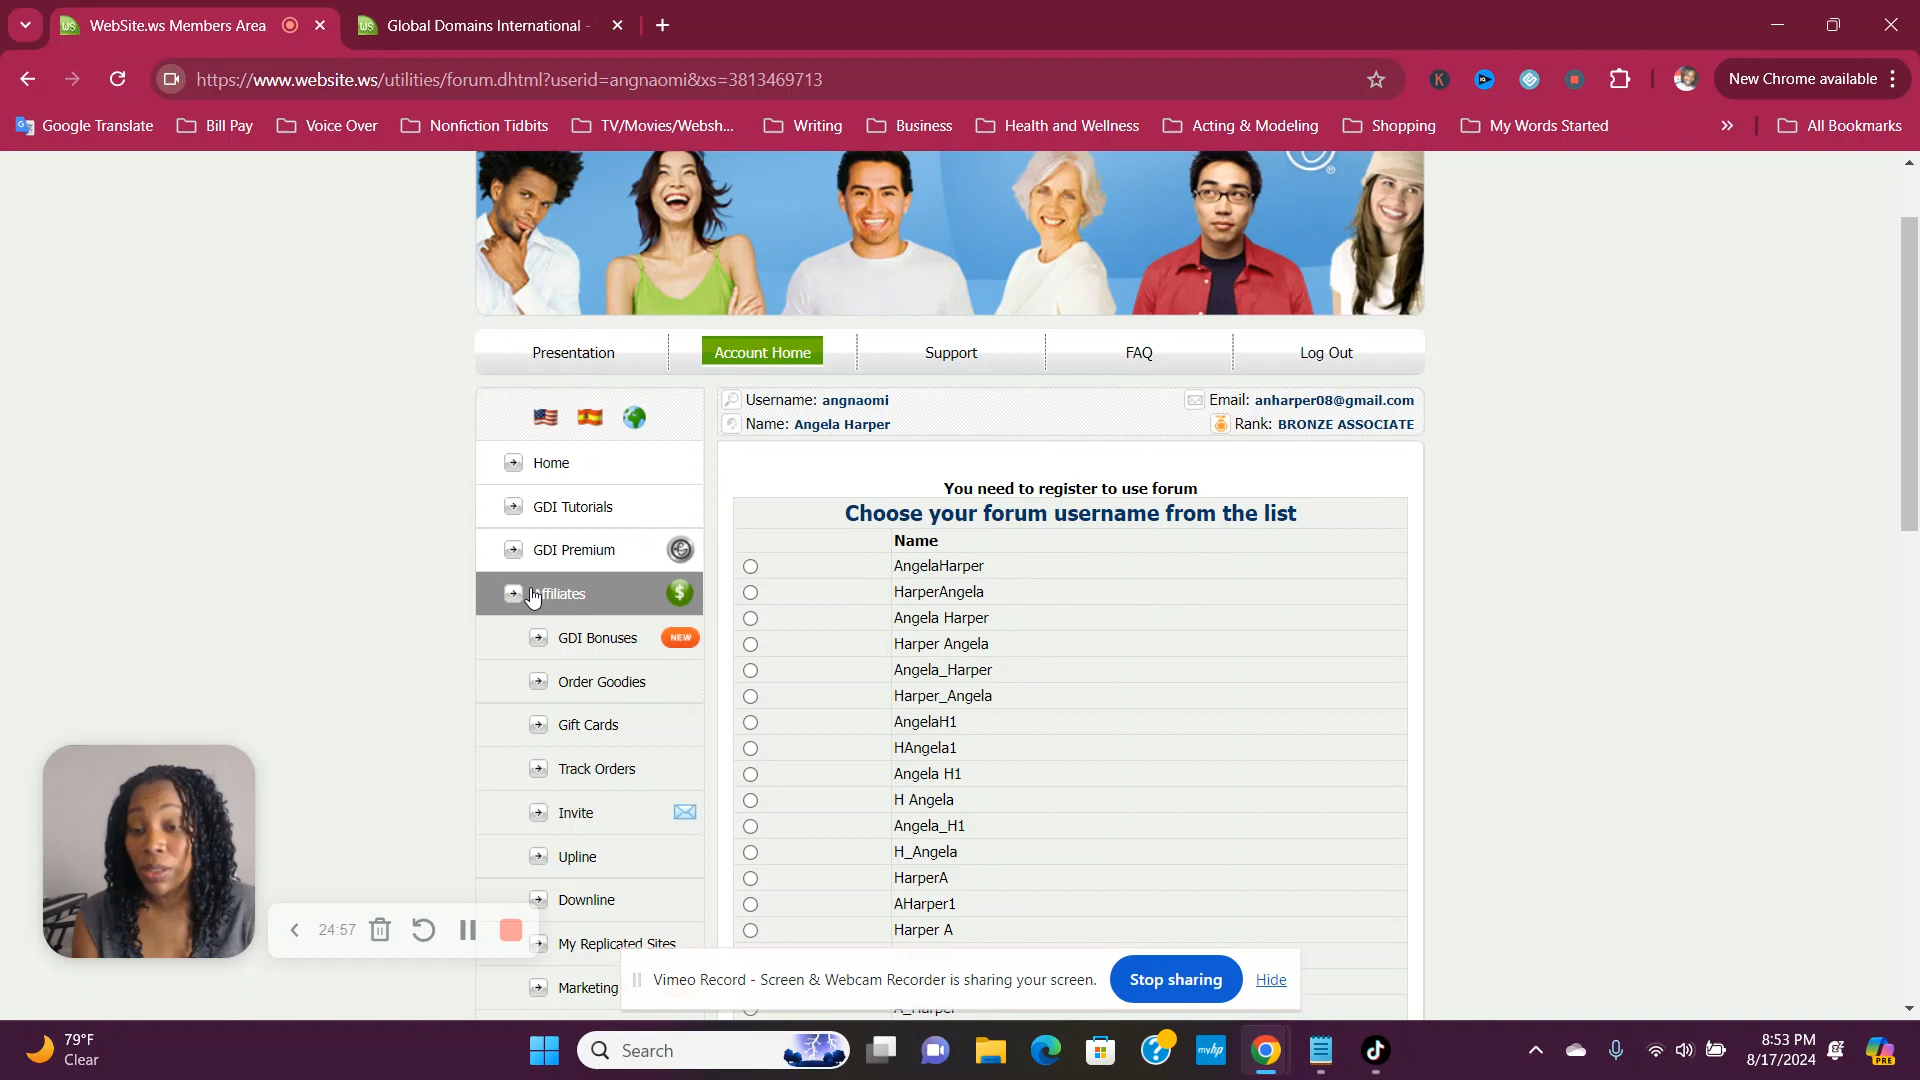 WebSite.ws Members Area
Global Domains International -
https://www.website.ws/utilities/forum.dhtml?userid=angnaomi&xs=3813469713
New Chrome available
Google Translate
Bill Pay
Voice Over
Nonfiction Tidbits
TV/Movies/Websh...
Writing
Business
Health and Wellness
Acting & Modeling
Shopping
My Words Started
All Bookmarks
Presentation
Account Home
Support
FAQ
Log Out
Username: angnaomi
Email: anharper08@gmail.com
Name: Angela Harper
Rank: BRONZE ASSOCIATE
Home
GDI Tutorials
GDI Premium
Affiliates
GDI Bonuses
NEW
Order Goodies
Gift Cards
Track Orders
Invite
Upline
Downline
My Replicated Sites
Marketing
You need to register to use forum
Choose your forum username from the list
Name
AngelaHarper
HarperAngela
Angela Harper
Harper Angela
Angela_Harper
Harper_Angela
AngelaH1
HAngela1
Angela H1
H Angela
Angela_H1
H_Angela
HarperA
AHarper1
Harper A
A_Harper
24:57
Vimeo Record - Screen & Webcam Recorder is sharing your screen.
Stop sharing
Hide
79°F
Clear
Search
myhp
8:53 PM
8/17/2024
PRE